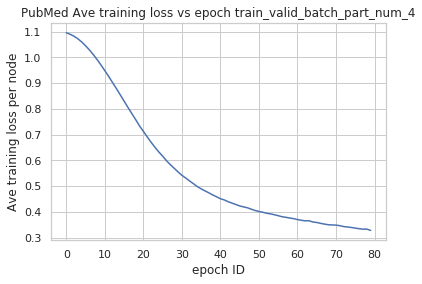 PubMed Ave training loss vs epoch train_valid_batch_part_num_4
1.1
1.0
0.9
0.8
0.7
0.6
0.5
0.4
0.3
Ave training loss per node
0 10 20 30 40 50 60 70 80
epoch ID